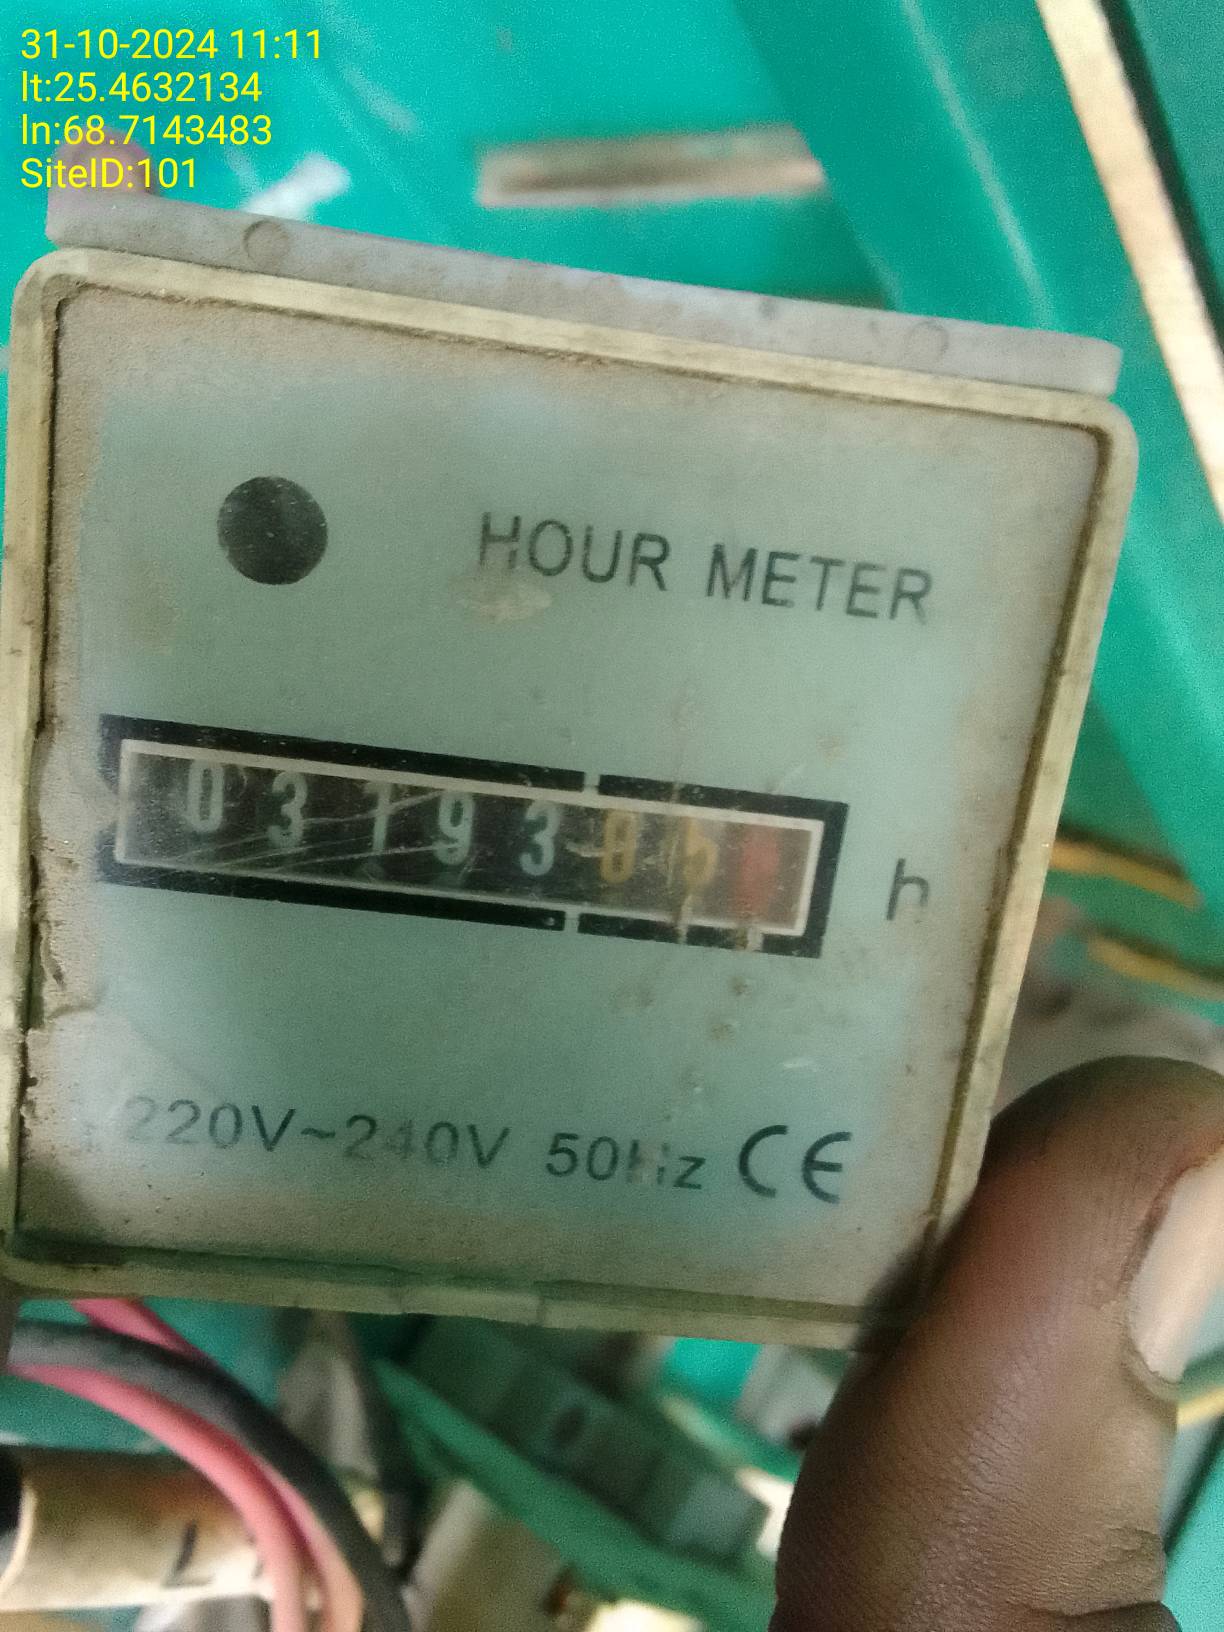 31-10-2024 11:11
lt:25.4632134
ln:68.7143483
SiteID:101
HOUR METER
03193 h
220V~240V 50Hz CE